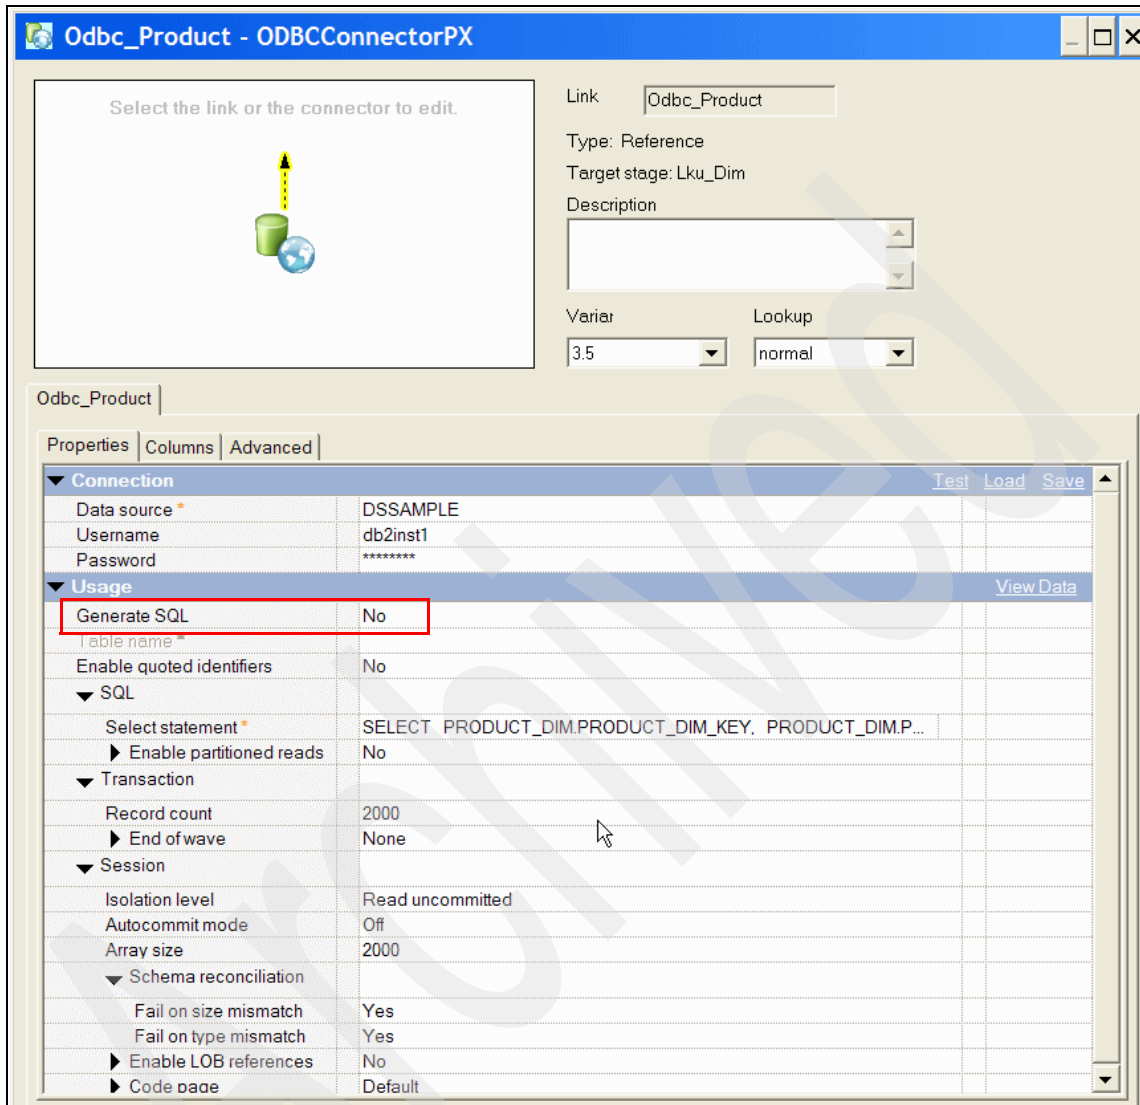 Odbc_Product - ODBCConnectorPX
Select the link or the connector to edit.
Link Odbc_Product
Type: Reference
Target stage: Lku_Dim
Description
Variar Lookup
3.5 normal
Odbc_Product
Properties Columns Advanced
Connection Test Load Save
Data source * DSSAMPLE
Username db2inst1
Password ********
Usage View Data
Generate SQL No
Table name *
Enable quoted identifiers No
SQL
Select statement * SELECT PRODUCT_DIM.PRODUCT_DIM_KEY, PRODUCT_DIM.P...
Enable partitioned reads No
Transaction
Record count 2000
End of wave None
Session
Isolation level Read uncommitted
Autocommit mode Off
Array size 2000
Schema reconciliation
Fail on size mismatch Yes
Fail on type mismatch Yes
Enable LOB references No
Code page Default
Archived